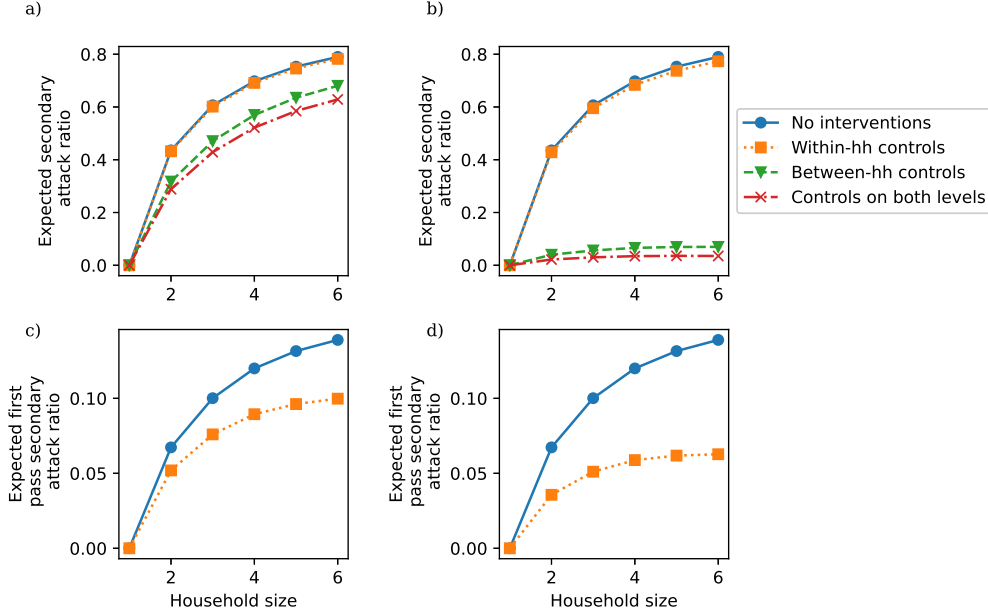 a)
b)
Expected secondary
attack ratio
0.8
0.6
0.4
0.2
0.0
2
4
6
Expected secondary
attack ratio
0.8
0.6
0.4
0.2
0.0
2
4
6
No interventions
Within-hh controls
Between-hh controls
Controls on both levels
c)
d)
Expected first
pass secondary
attack ratio
0.10
0.05
0.00
2
4
6
Household size
Expected first
pass secondary
attack ratio
0.10
0.05
0.00
2
4
6
Household size